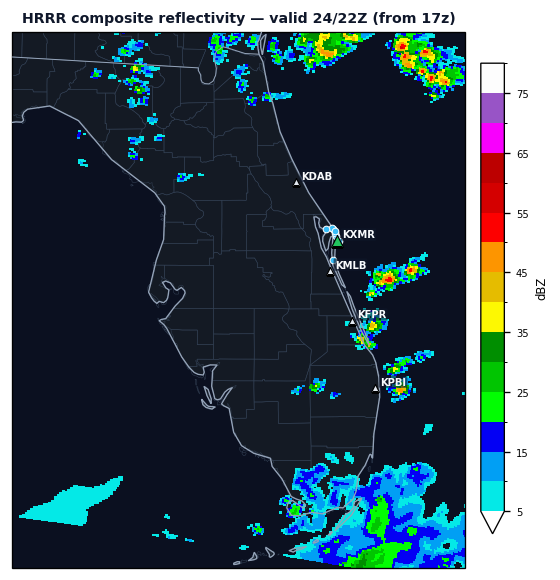 HRRR composite reflectivity — valid 24/22Z (from 17z)
KDAB
KXMR
KMLB
KFPR
KPBI
75
65
55
45
35
25
15
5
dBZ